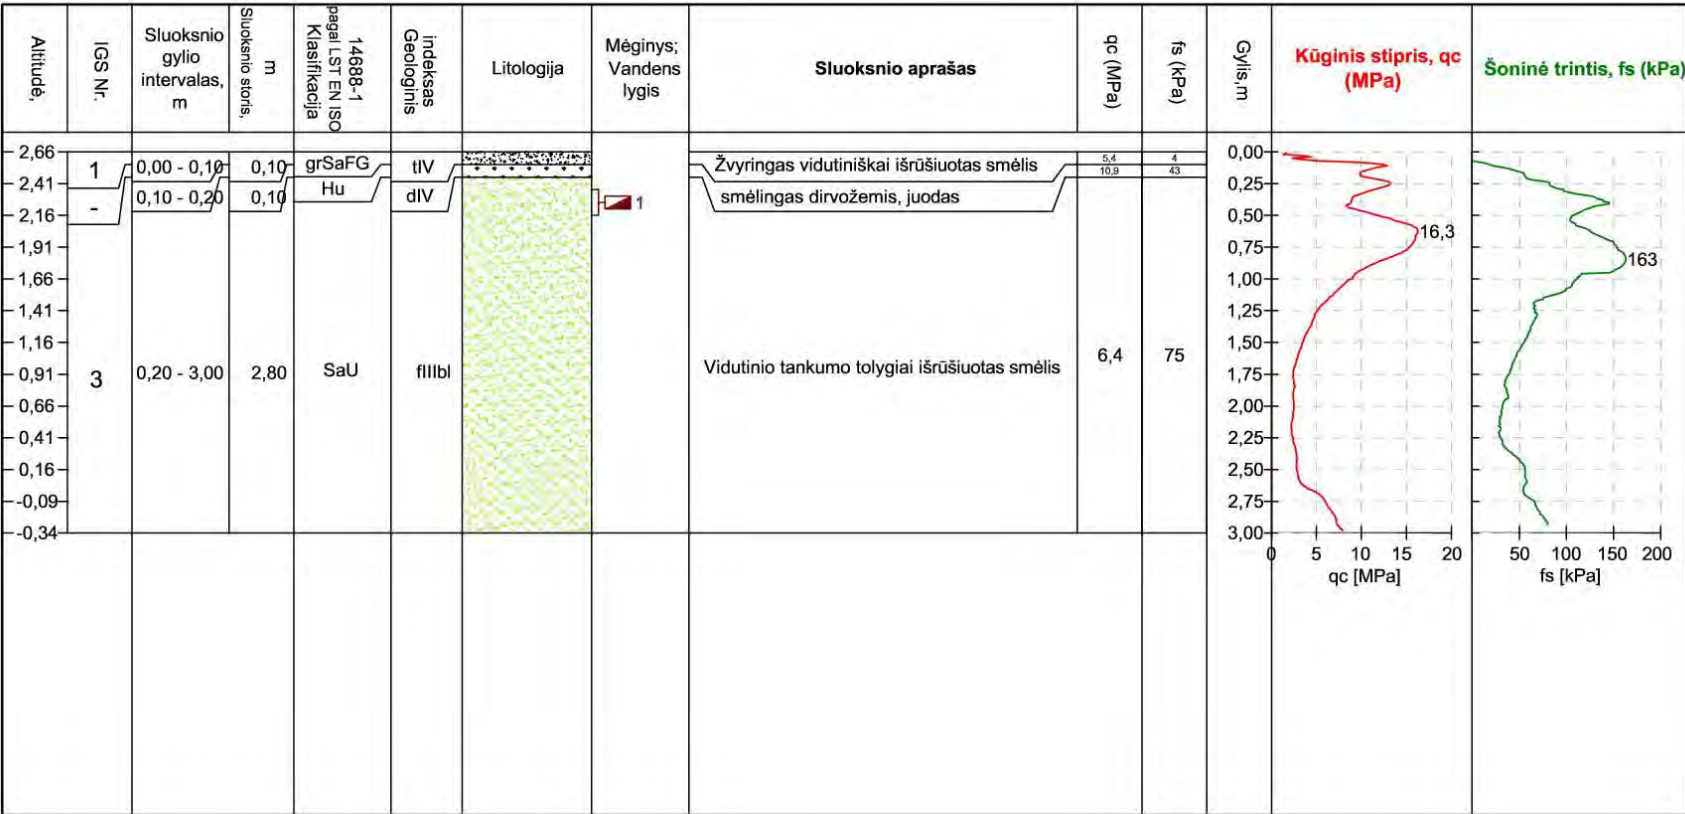 Altitudė,
IGS Nr.
Sluoksnio
gylio
intervalas,
m
Sluoksnio storis,
m
Klasifikacija
pagal LST EN ISO
14688-1
Geologinis
indeksas
Litologija
Mėginys;
Vandens
lygis
Sluoksnio aprašas
qc (MPa)
fs (kPa)
Gylis,m
Kūginis stipris, qc
(MPa)
Šoninė trintis, fs (kPa)
2,66
2,41
2,16
1,91
1,66
1,41
1,16
0,91
0,66
0,41
0,16
-0,09
-0,34
1 0,00 - 0,10 0,10 grSaFG tIV Žvyringas vidutiniškai išrūšiuotas smėlis 5,4 4
- 0,10 - 0,20 0,10 Hu dIV smėlingas dirvožemis, juodas 10,9 43
1
3 0,20 - 3,00 2,80 SaU fIIIbl Vidutinio tankumo tolygiai išrūšiuotas smėlis 6,4 75
0,00
0,25
0,50
0,75
1,00
1,25
1,50
1,75
2,00
2,25
2,50
2,75
3,00
16,3
0 5 10 15 20
qc [MPa]
163
50 100 150 200
fs [kPa]